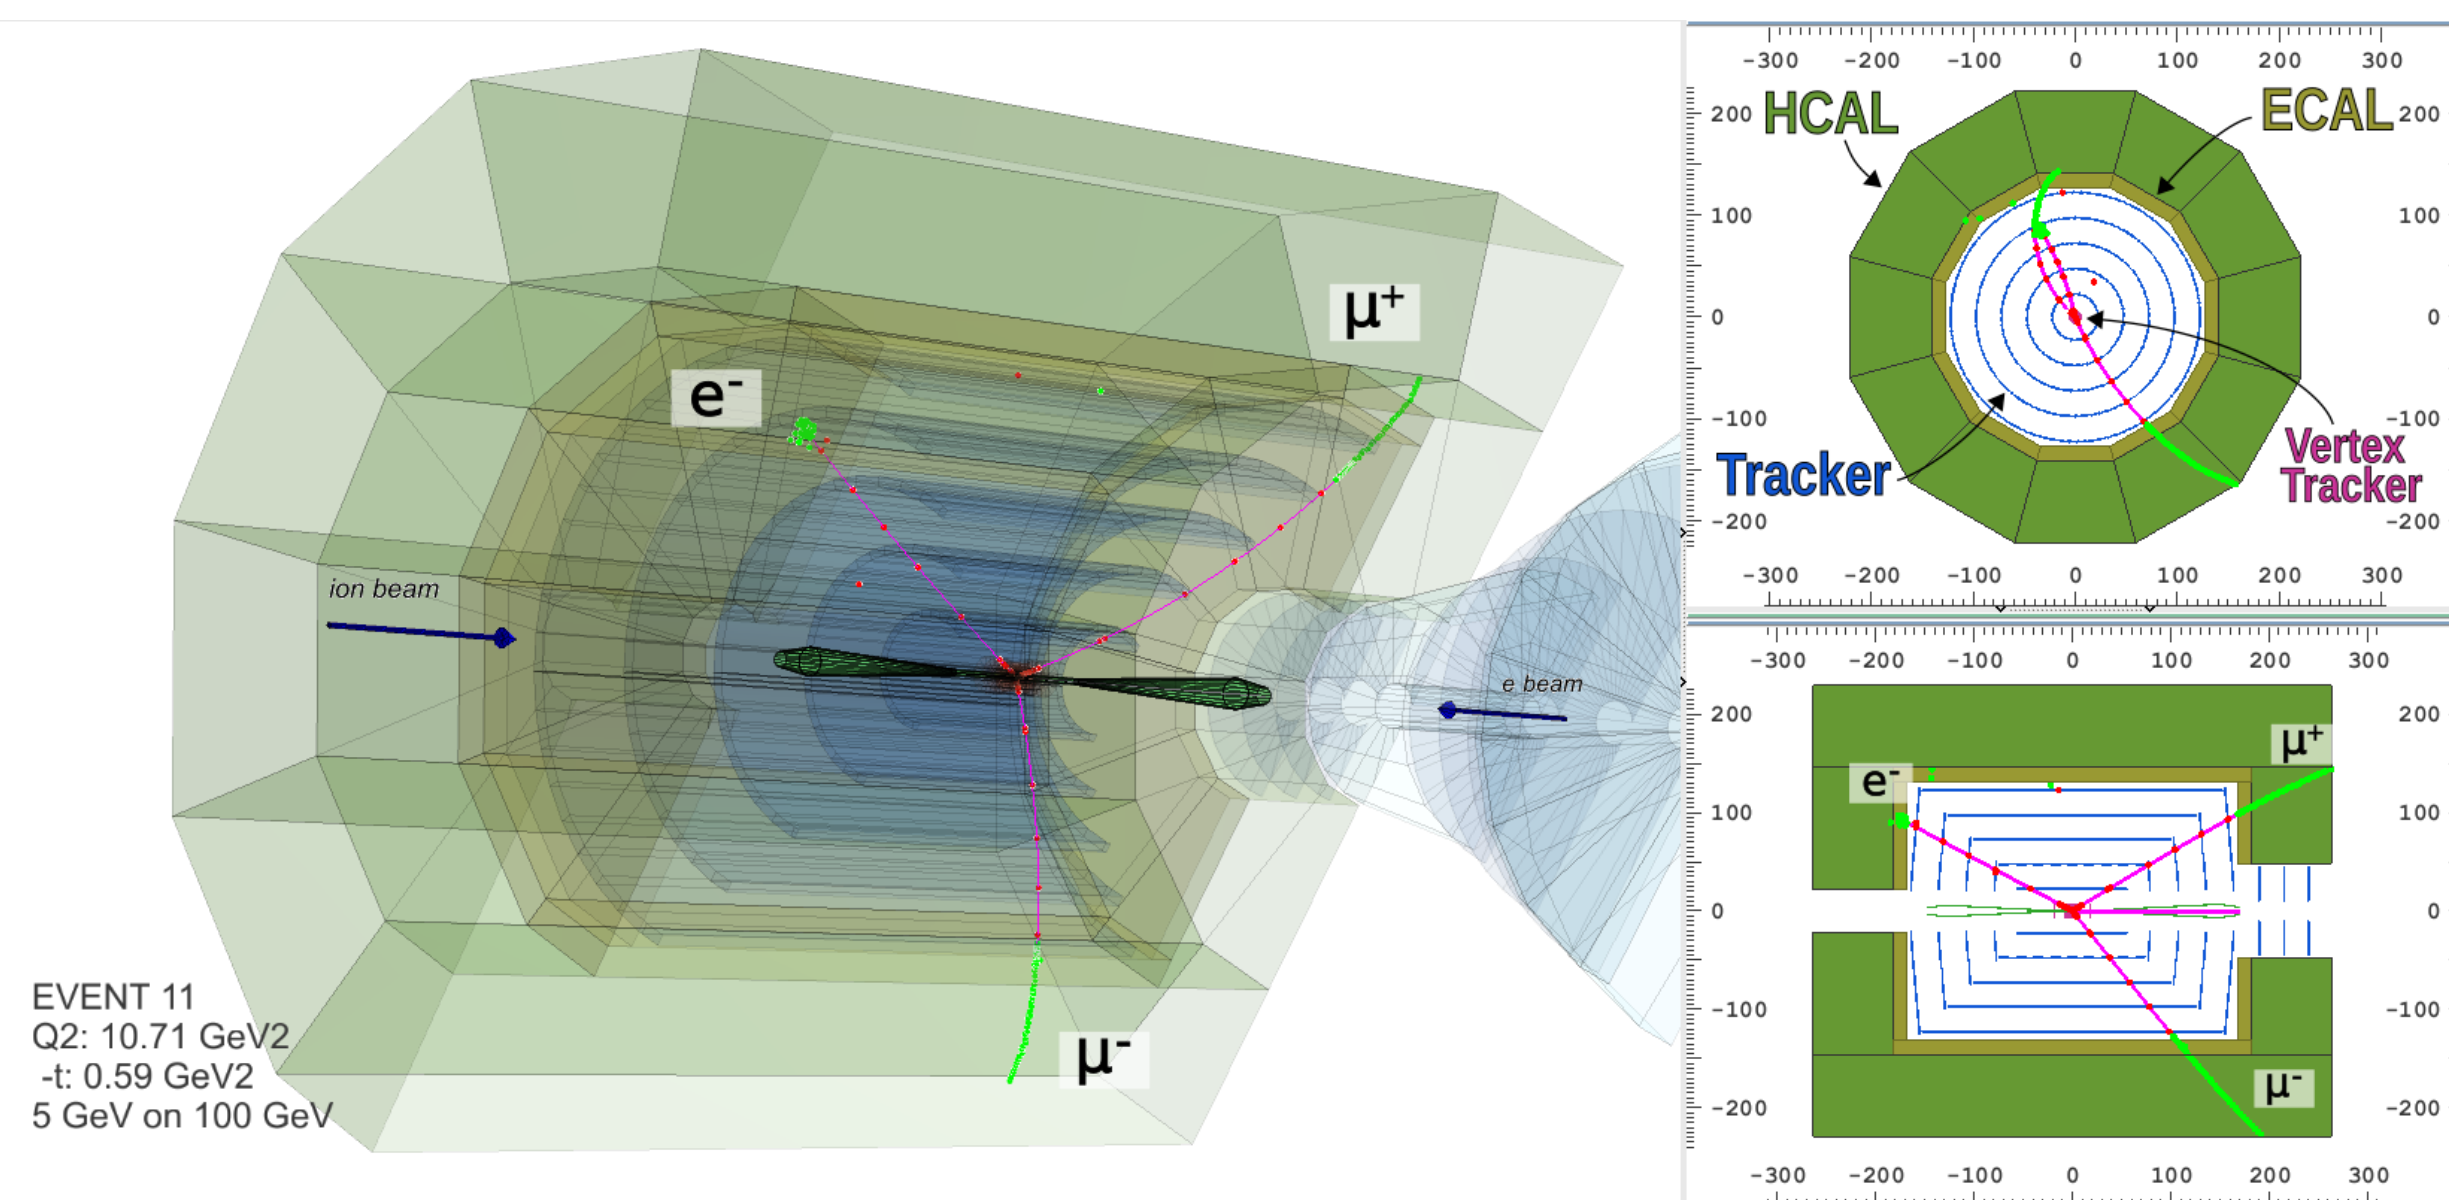 μ+
e-
ion beam
e beam
μ-
EVENT 11
Q2: 10.71 GeV2
-t: 0.59 GeV2
5 GeV on 100 GeV
-300 -200 -100 0 100 200 300
HCAL
ECAL
200 200
100 100
0 0
-100 -100
Tracker
Vertex
Tracker
-200 -200
-300 -200 -100 0 100 200 300
-300 -200 -100 0 100 200 300
200 200
μ+
e-
100 100
0 0
-100 -100
μ-
-200 -200
-300 -200 -100 0 100 200 300